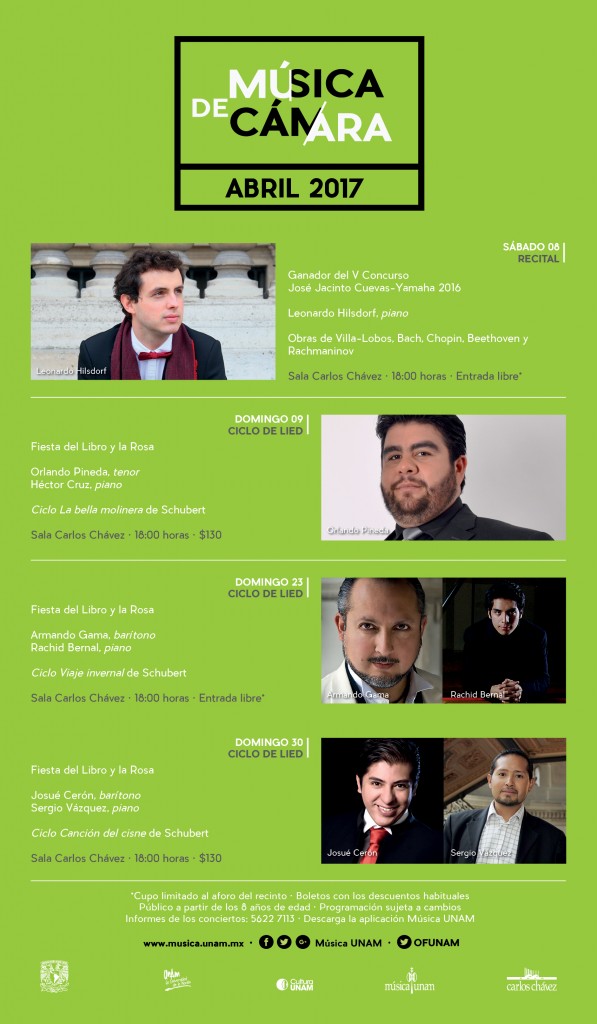 MÚSICA
DE CÁMARA
ABRIL 2017
SÁBADO 08
RECITAL
Ganador del V Concurso
José Jacinto Cuevas-Yamaha 2016
Leonardo Hilsdorf, piano
Obras de Villa-Lobos, Bach, Chopin, Beethoven y
Rachmaninov
Sala Carlos Chávez · 18:00 horas · Entrada libre*
Leonardo Hilsdorf
DOMINGO 09
CICLO DE LIED
Fiesta del Libro y la Rosa
Orlando Pineda, tenor
Héctor Cruz, piano
Ciclo La bella molinera de Schubert
Sala Carlos Chávez · 18:00 horas · $130
Orlando Pineda
DOMINGO 23
CICLO DE LIED
Fiesta del Libro y la Rosa
Armando Gama, barítono
Rachid Bernal, piano
Ciclo Viaje invernal de Schubert
Sala Carlos Chávez · 18:00 horas · Entrada libre*
Armando Gama
Rachid Bernal
DOMINGO 30
CICLO DE LIED
Fiesta del Libro y la Rosa
Josué Cerón, barítono
Sergio Vázquez, piano
Ciclo Canción del cisne de Schubert
Sala Carlos Chávez · 18:00 horas · $130
Josué Cerón
Sergio Vázquez
*Cupo limitado al aforo del recinto · Boletos con los descuentos habituales
Público a partir de los 8 años de edad · Programación sujeta a cambios
Informes de los conciertos: 5622 7113 · Descarga la aplicación Música UNAM
www.musica.unam.mx · Música UNAM · OFUNAM
Cultura
UNAM
música unam
carlos chávez